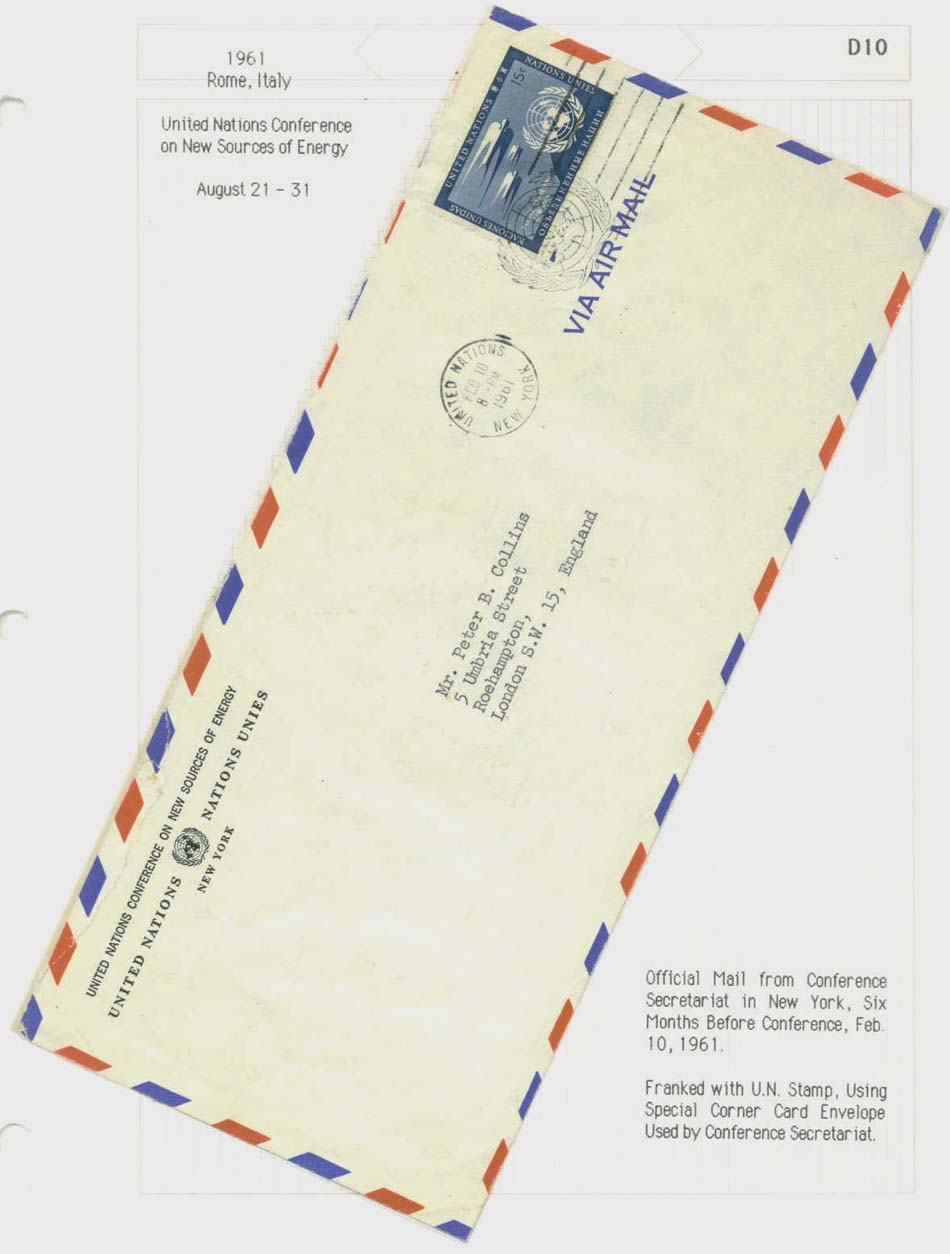 1961
Rome, Italy
D10
United Nations Conference
on New Sources of Energy
August 21 - 31
NATIONS UNIES
15c
UNITED NATIONS
NACIONES UNIDAS
ОБЪЕДИНЕННЫЕ НАЦИИ
VIA AIR MAIL
UNITED NATIONS
FEB 10
8 - PM
1961
NEW YORK
Mr. Peter B. Collins
5 Umbria Street
Roehampton,
London S.W. 15, England
UNITED NATIONS CONFERENCE ON NEW SOURCES OF ENERGY
UNITED NATIONS NATIONS UNIES
NEW YORK
Official Mail from Conference
Secretariat in New York, Six
Months Before Conference, Feb.
10, 1961.
Franked with U.N. Stamp, Using
Special Corner Card Envelope
Used by Conference Secretariat.